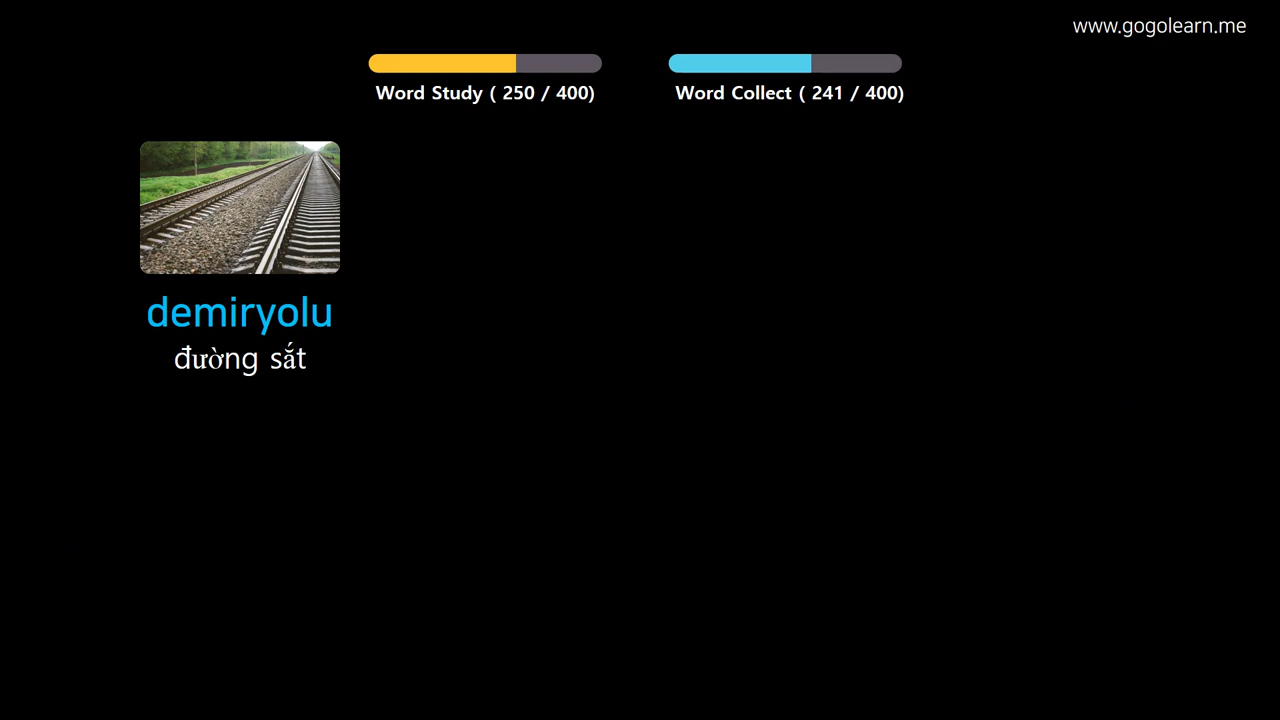 www.gogolearn.me
Word Study ( 250 / 400)
Word Collect ( 241 / 400)
demiryolu
đường sắt